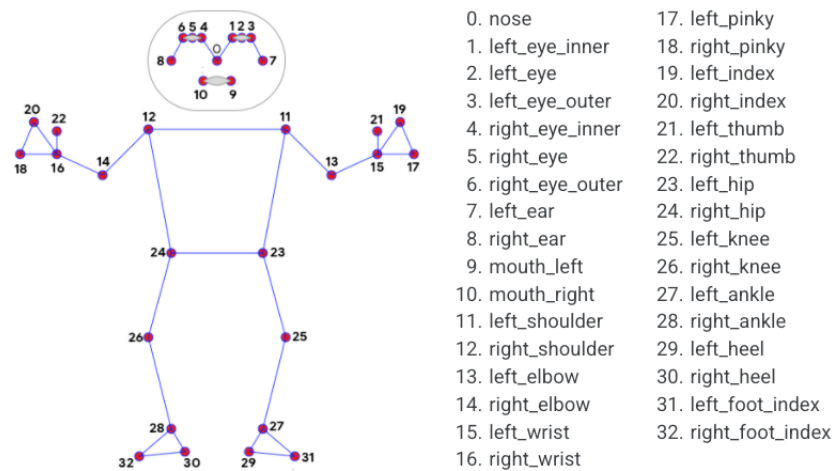 6 5 4 1 2 3
0
8 7
10 9
20 22 12 11 21 19
18 16 14 13 15 17
24 23
26 25
28 27
32 30 29 31
0. nose
1. left_eye_inner
2. left_eye
3. left_eye_outer
4. right_eye_inner
5. right_eye
6. right_eye_outer
7. left_ear
8. right_ear
9. mouth_left
10. mouth_right
11. left_shoulder
12. right_shoulder
13. left_elbow
14. right_elbow
15. left_wrist
16. right_wrist
17. left_pinky
18. right_pinky
19. left_index
20. right_index
21. left_thumb
22. right_thumb
23. left_hip
24. right_hip
25. left_knee
26. right_knee
27. left_ankle
28. right_ankle
29. left_heel
30. right_heel
31. left_foot_index
32. right_foot_index